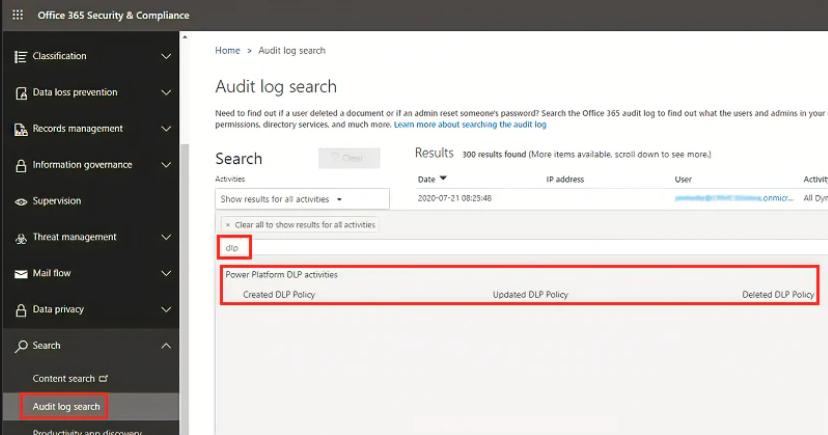 Office 365 Security & Compliance
Classification
Data loss prevention
Records management
Information governance
Supervision
Threat management
Mail flow
Data privacy
Search
Content search
Audit log search
Productivity app discovery
Home > Audit log search
Audit log search
Need to find out if a user deleted a document or if an admin reset someone's password? Search the Office 365 audit log to find out what the users and admins in your
permissions, directory services, and much more. Learn more about searching the audit log
Search
Clear
Results 300 results found (More items available, scroll down to see more.)
Activities
Date IP address User Activity
Show results for all activities
2020-07-21 08:25:48 .onmicr... All Dyn
× Clear all to show results for all activities
dlp
Power Platform DLP activities
Created DLP Policy Updated DLP Policy Deleted DLP Policy